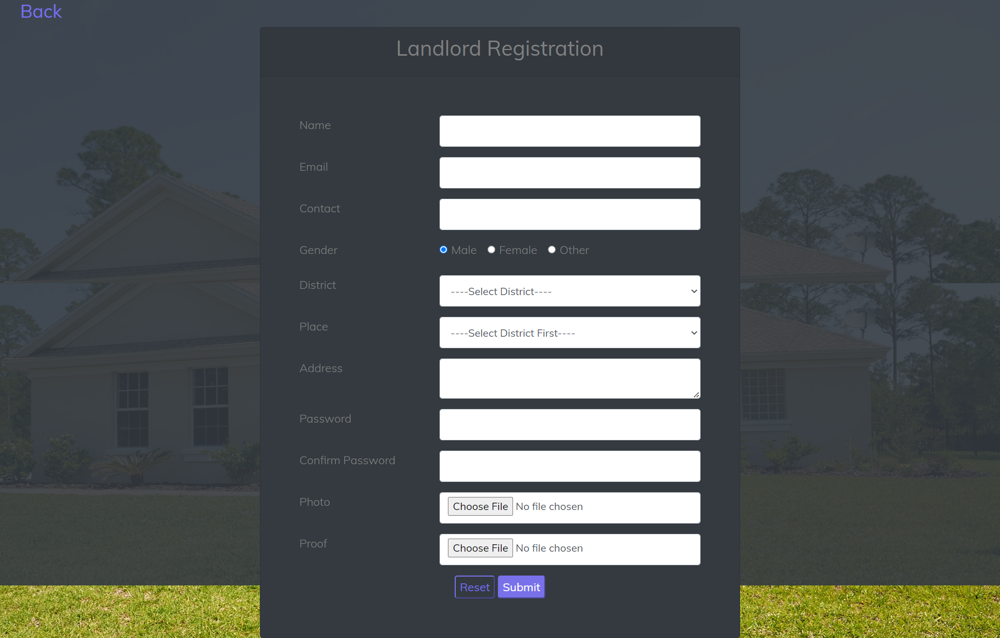 Back
Landlord Registration
Name
Email
Contact
Gender Male Female Other
District ----Select District----
Place ----Select District First----
Address
Password
Confirm Password
Photo Choose File No file chosen
Proof Choose File No file chosen
Reset Submit